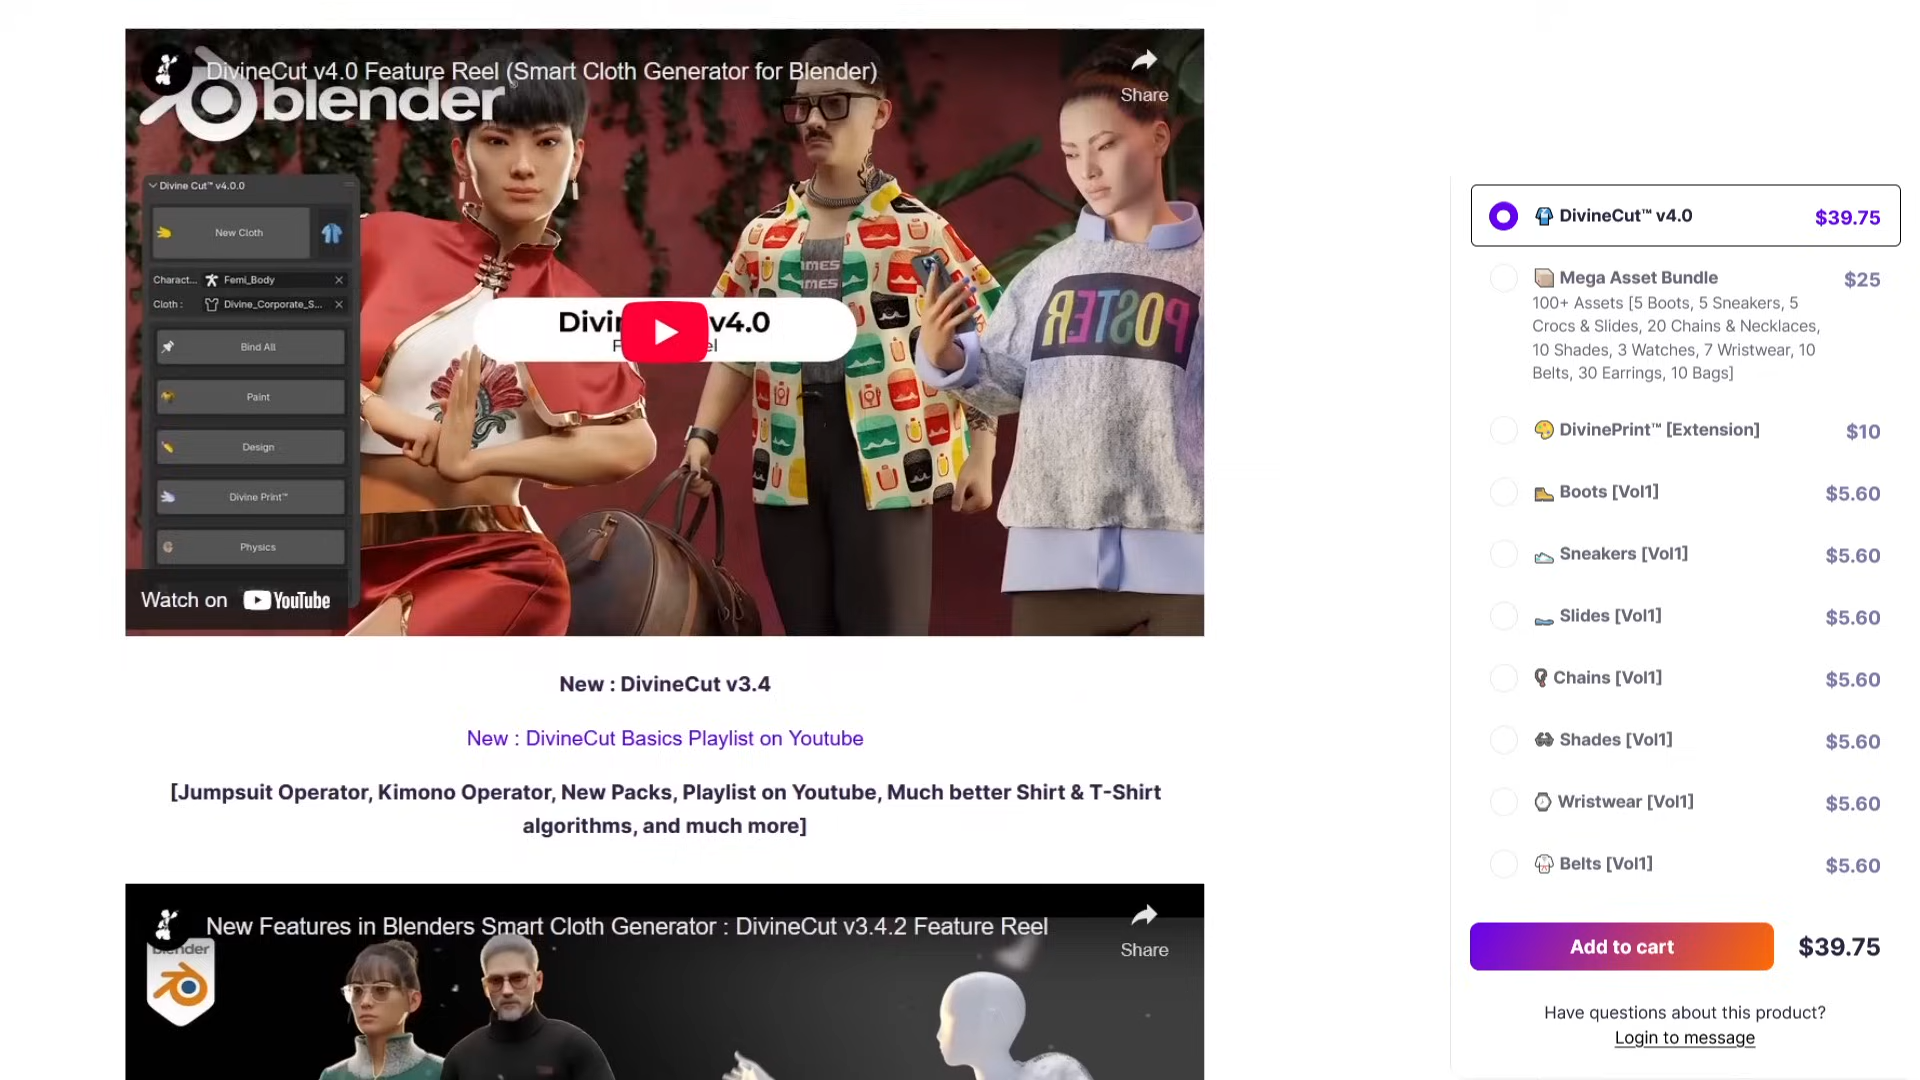 DivineCut v4.0 Feature Reel (Smart Cloth Generator for Blender)
blender
Share
Divine Cut™ v4.0.0
New Cloth
Charact... Femi_Body
Cloth : Divine_Corporate_S...
Bind All
Paint
Design
Divine Print™
Physics
v4.0
POSTER
Watch on YouTube
New : DivineCut v3.4
New : DivineCut Basics Playlist on Youtube
[Jumpsuit Operator, Kimono Operator, New Packs, Playlist on Youtube, Much better Shirt & T-Shirt
algorithms, and much more]
New Features in Blenders Smart Cloth Generator : DivineCut v3.4.2 Feature Reel
Share
blender
DivineCut™ v4.0 $39.75
Mega Asset Bundle $25
100+ Assets [5 Boots, 5 Sneakers, 5
Crocs & Slides, 20 Chains & Necklaces,
10 Shades, 3 Watches, 7 Wristwear, 10
Belts, 30 Earrings, 10 Bags]
DivinePrint™ [Extension] $10
Boots [Vol1] $5.60
Sneakers [Vol1] $5.60
Slides [Vol1] $5.60
Chains [Vol1] $5.60
Shades [Vol1] $5.60
Wristwear [Vol1] $5.60
Belts [Vol1] $5.60
Add to cart $39.75
Have questions about this product?
Login to message